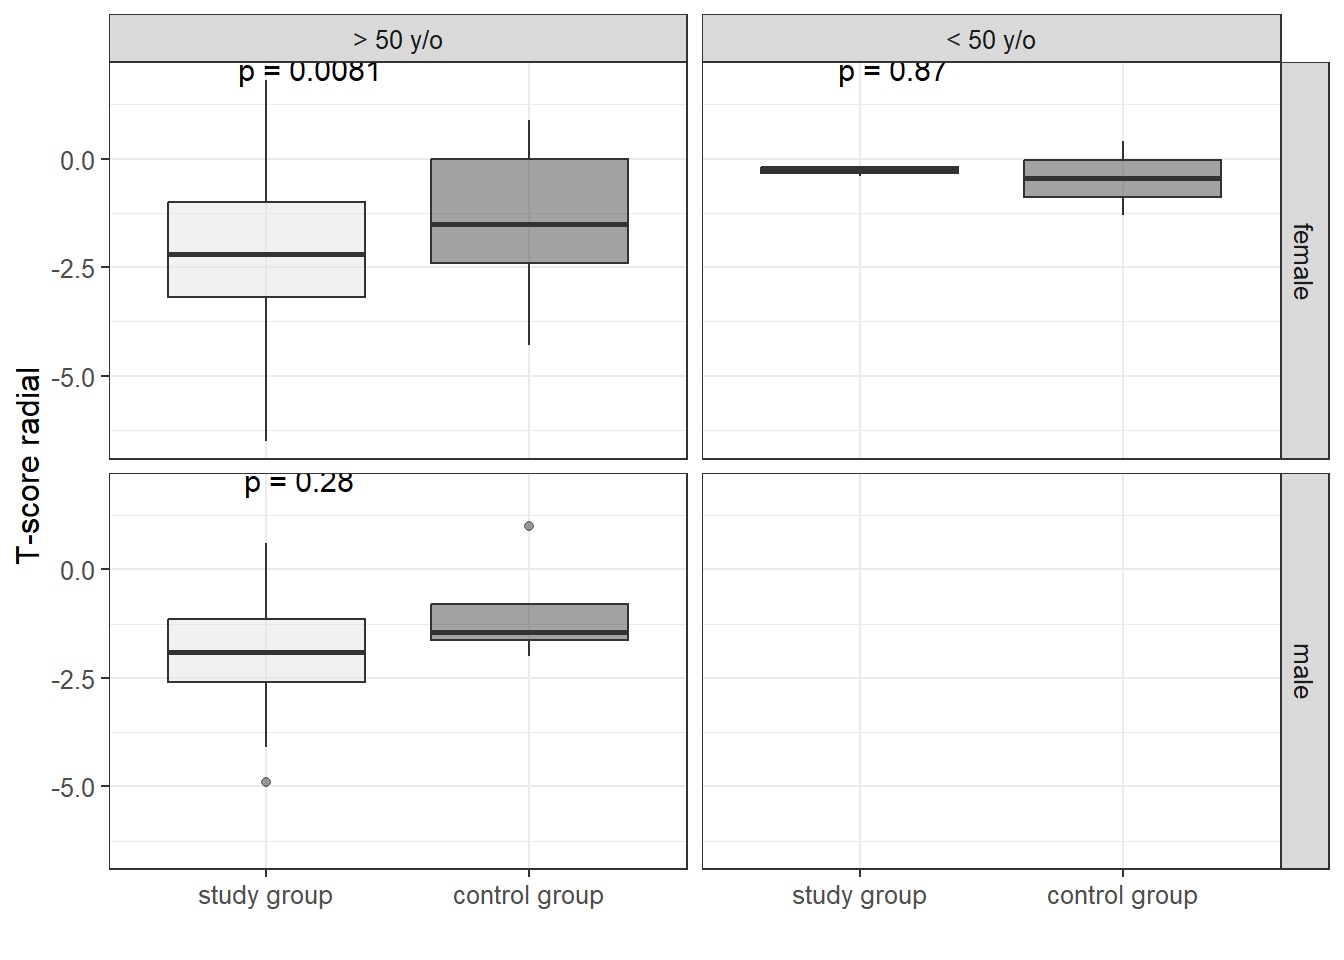 > 50 y/o
< 50 y/o
p = 0.0081
p = 0.87
0.0
-2.5
-5.0
female
p = 0.28
0.0
-2.5
-5.0
male
T-score radial
study group
control group
study group
control group